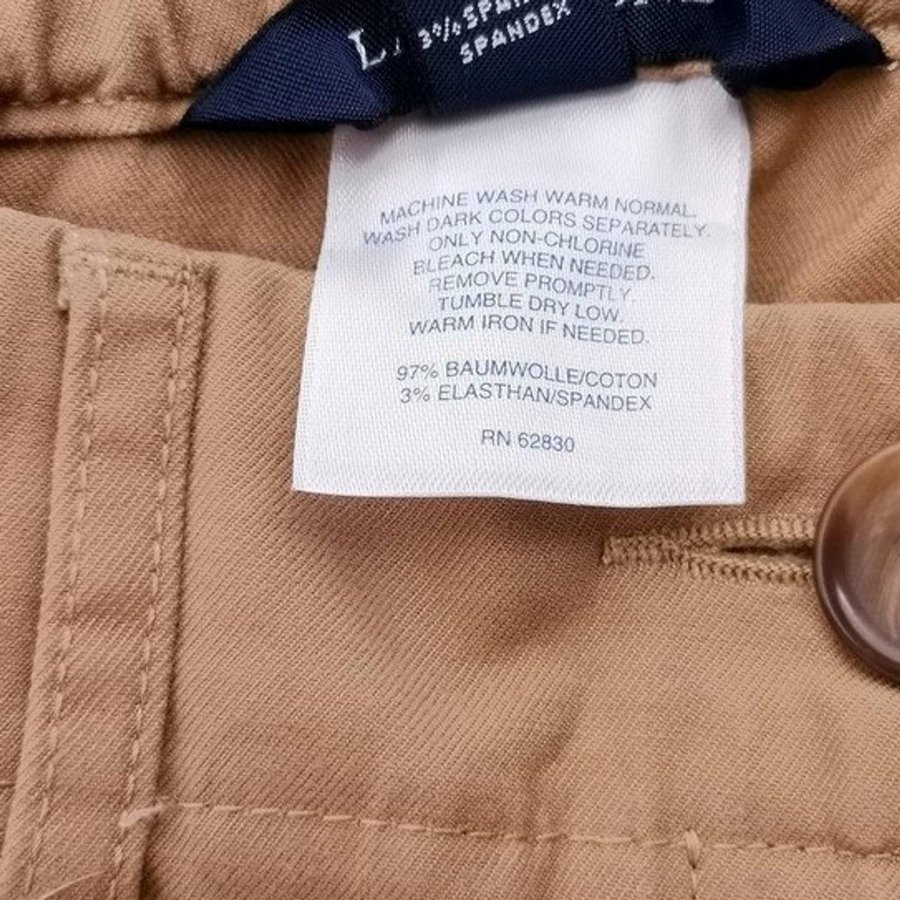 3% SPAN
SPANDEX
MACHINE WASH WARM NORMAL.
WASH DARK COLORS SEPARATELY.
ONLY NON-CHLORINE
BLEACH WHEN NEEDED.
REMOVE PROMPTLY.
TUMBLE DRY LOW.
WARM IRON IF NEEDED.
97% BAUMWOLLE/COTON
3% ELASTHAN/SPANDEX
RN 62830